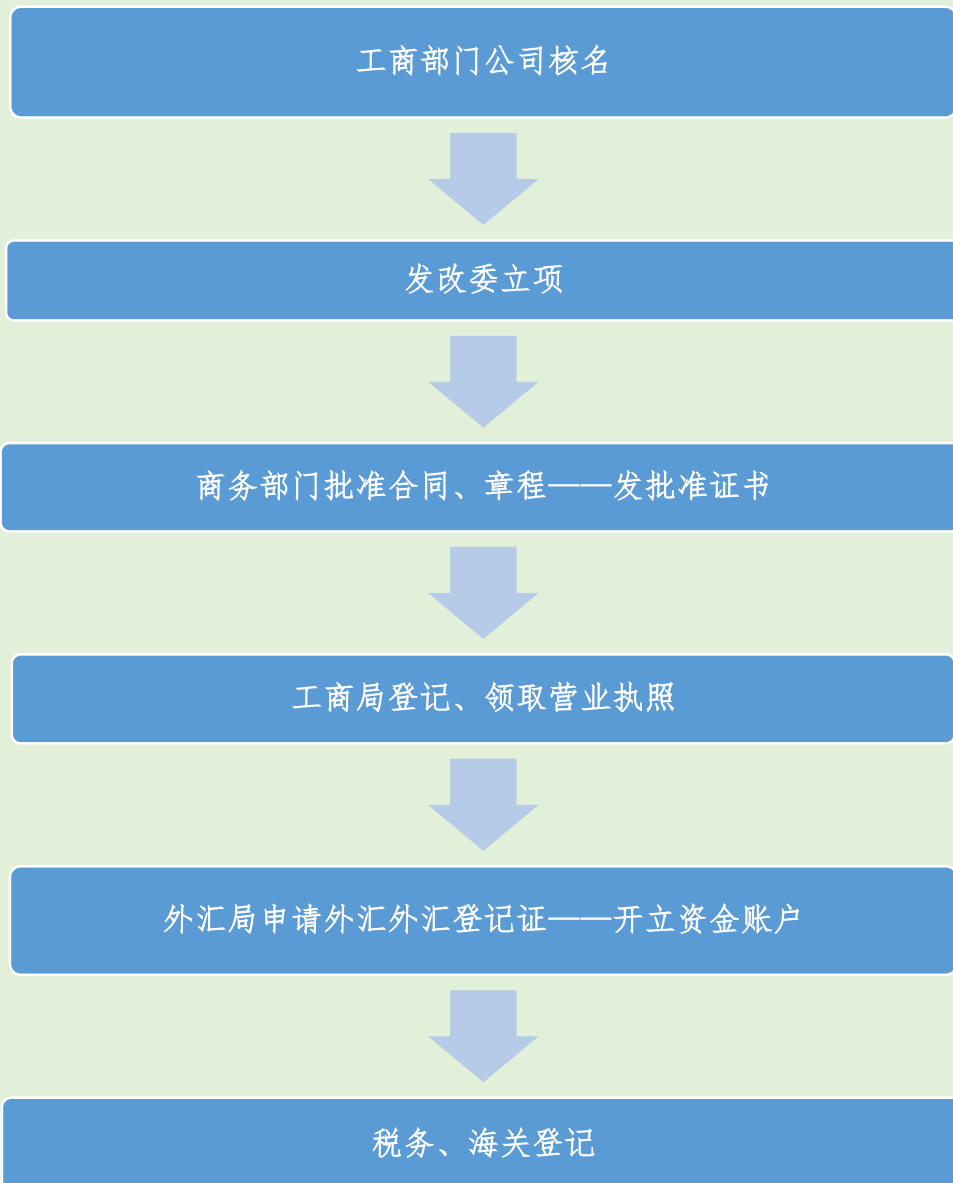 工商部门公司核名
发改委立项
商务部门批准合同、章程——发批准证书
工商局登记、领取营业执照
外汇局申请外汇外汇登记证——开立资金账户
税务、海关登记